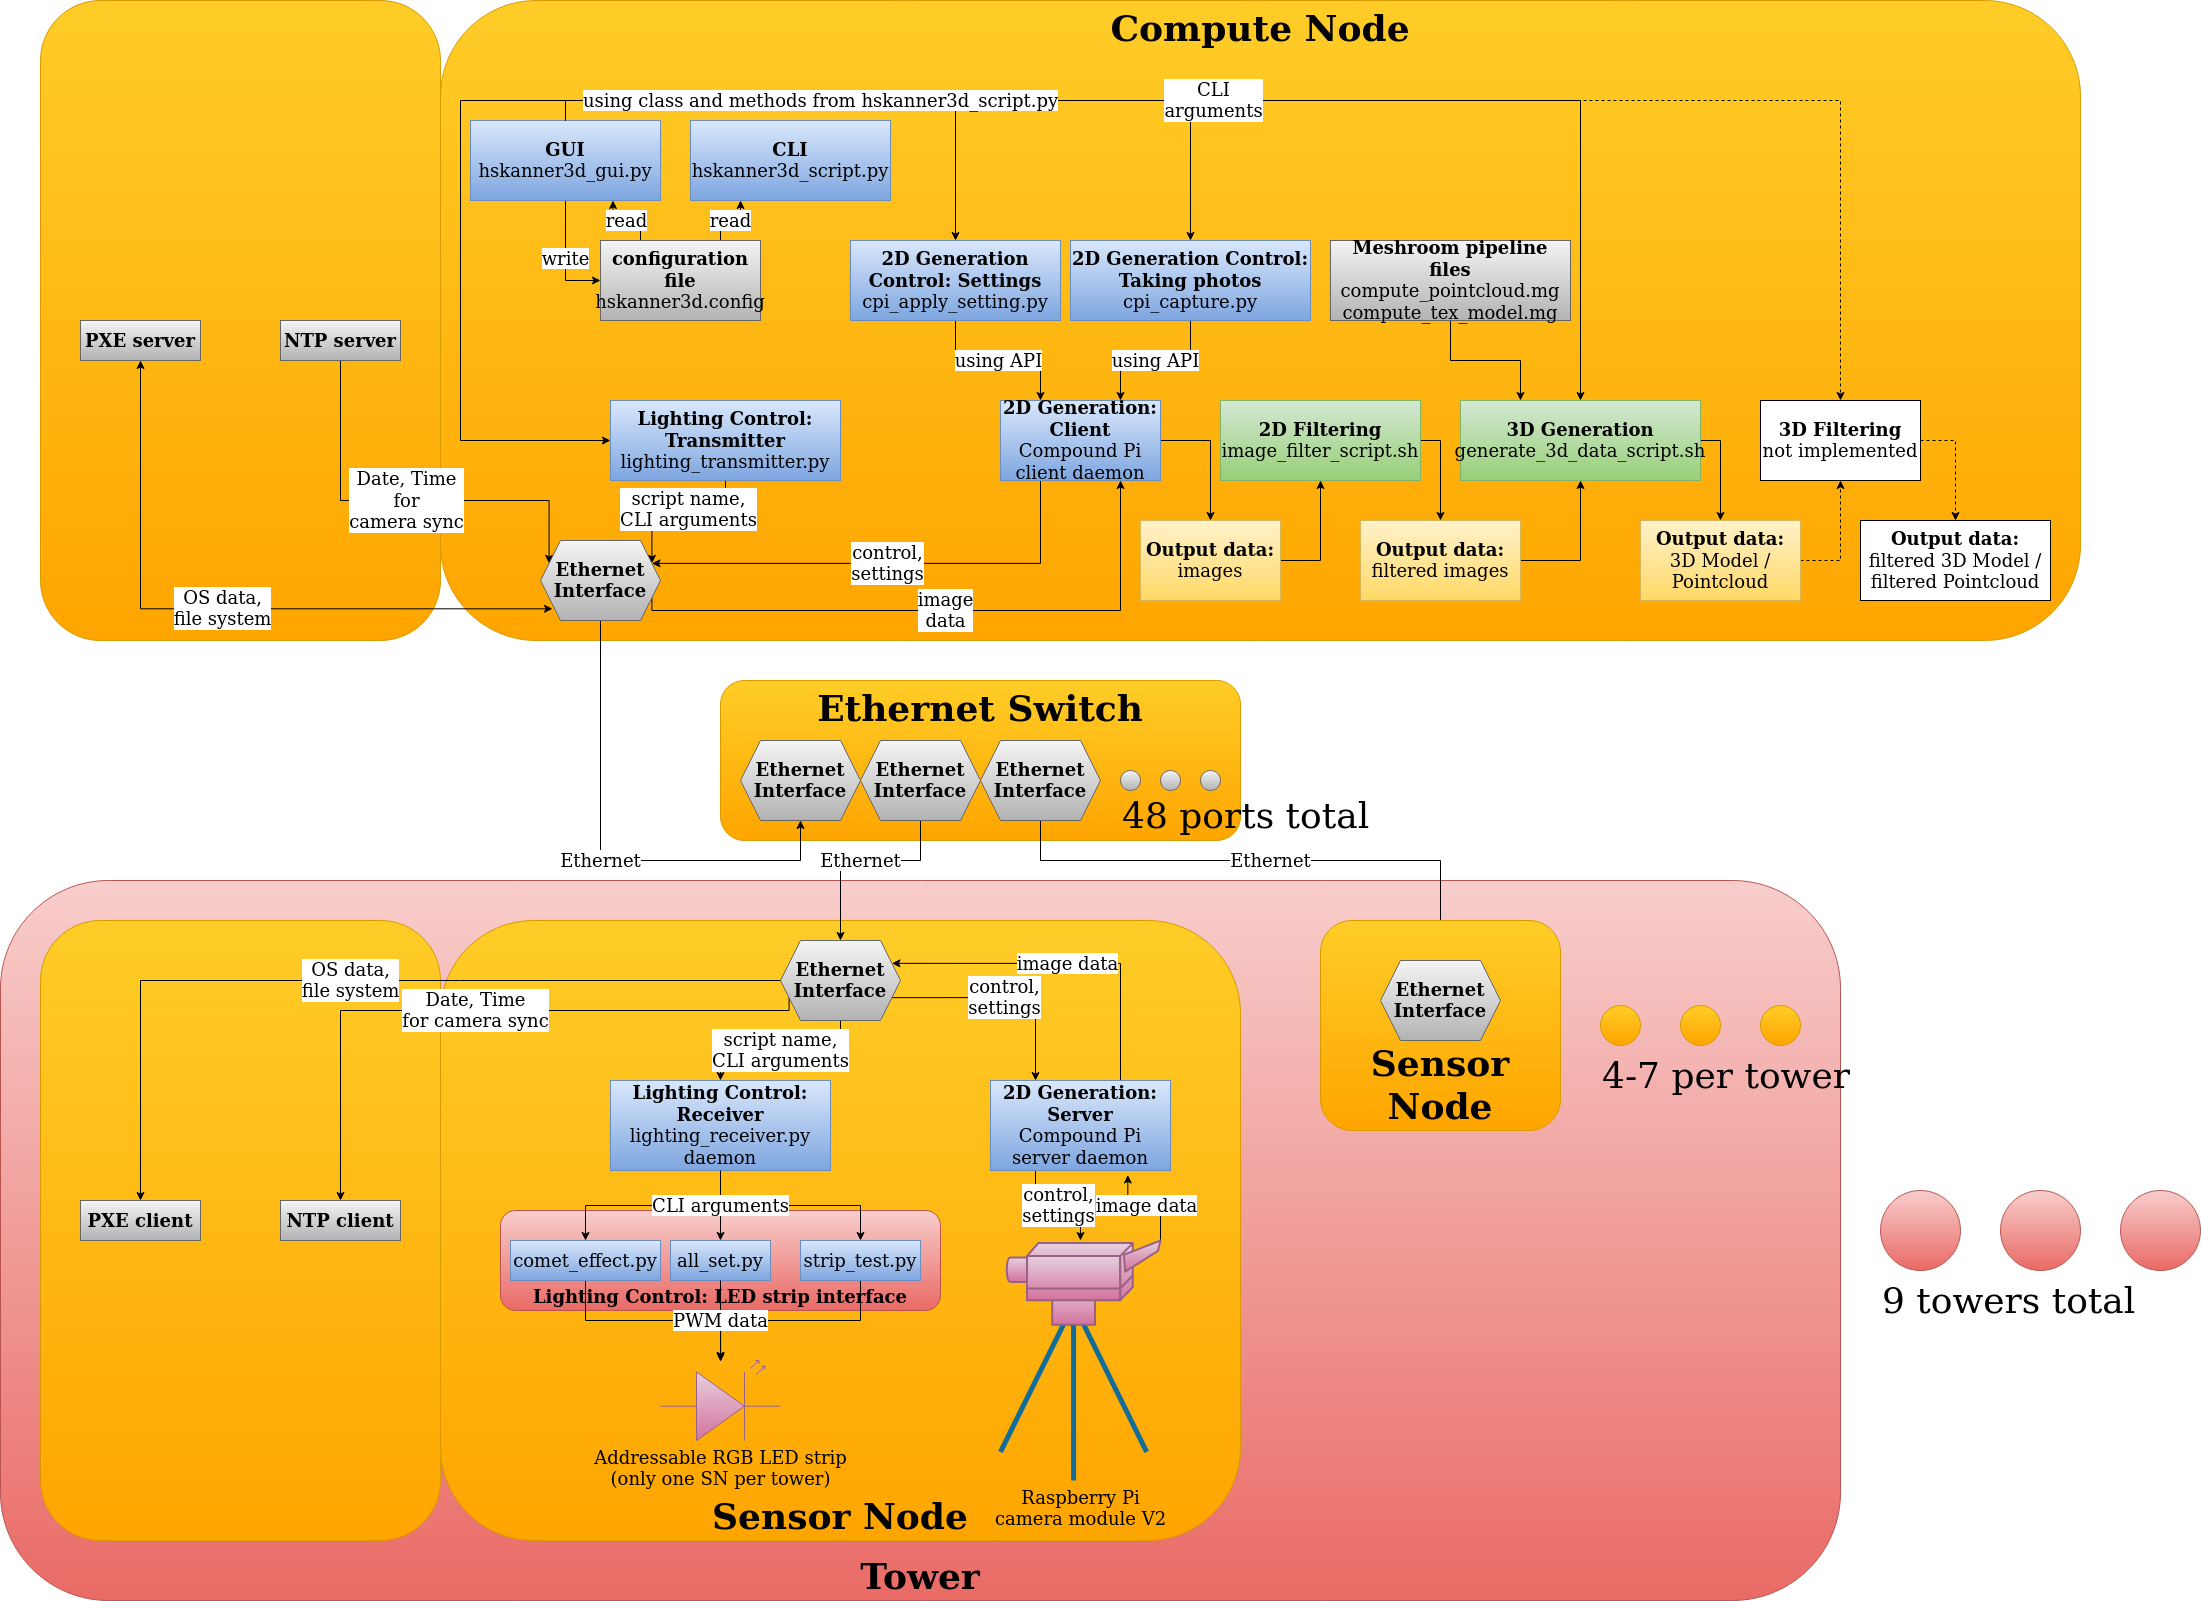 Compute Node
using class and methods from hskanner3d_script.py
CLI
arguments
GUI
hskanner3d_gui.py
CLI
hskanner3d_script.py
read
read
write
configuration
file
hskanner3d.config
2D Generation
Control: Settings
cpi_apply_setting.py
2D Generation Control:
Taking photos
cpi_capture.py
Meshroom pipeline
files
compute_pointcloud.mg
compute_tex_model.mg
PXE server
NTP server
using API
using API
Lighting Control:
Transmitter
lighting_transmitter.py
2D Generation:
Client
Compound Pi
client daemon
2D Filtering
image_filter_script.sh
3D Generation
generate_3d_data_script.sh
3D Filtering
not implemented
Date, Time
for
camera sync
script name,
CLI arguments
Ethernet
Interface
control,
settings
image
data
OS data,
file system
Output data:
images
Output data:
filtered images
Output data:
3D Model /
Pointcloud
Output data:
filtered 3D Model /
filtered Pointcloud
Ethernet Switch
Ethernet
Interface
Ethernet
Interface
Ethernet
Interface
48 ports total
Ethernet
Ethernet
Ethernet
Ethernet
Interface
image data
control,
settings
OS data,
file system
Date, Time
for camera sync
script name,
CLI arguments
Ethernet
Interface
Sensor
Node
4-7 per tower
Lighting Control:
Receiver
lighting_receiver.py
daemon
2D Generation:
Server
Compound Pi
server daemon
PXE client
NTP client
CLI arguments
control,
settings
image data
comet_effect.py
all_set.py
strip_test.py
Lighting Control: LED strip interface
PWM data
9 towers total
Addressable RGB LED strip
(only one SN per tower)
Raspberry Pi
camera module V2
Sensor Node
Tower